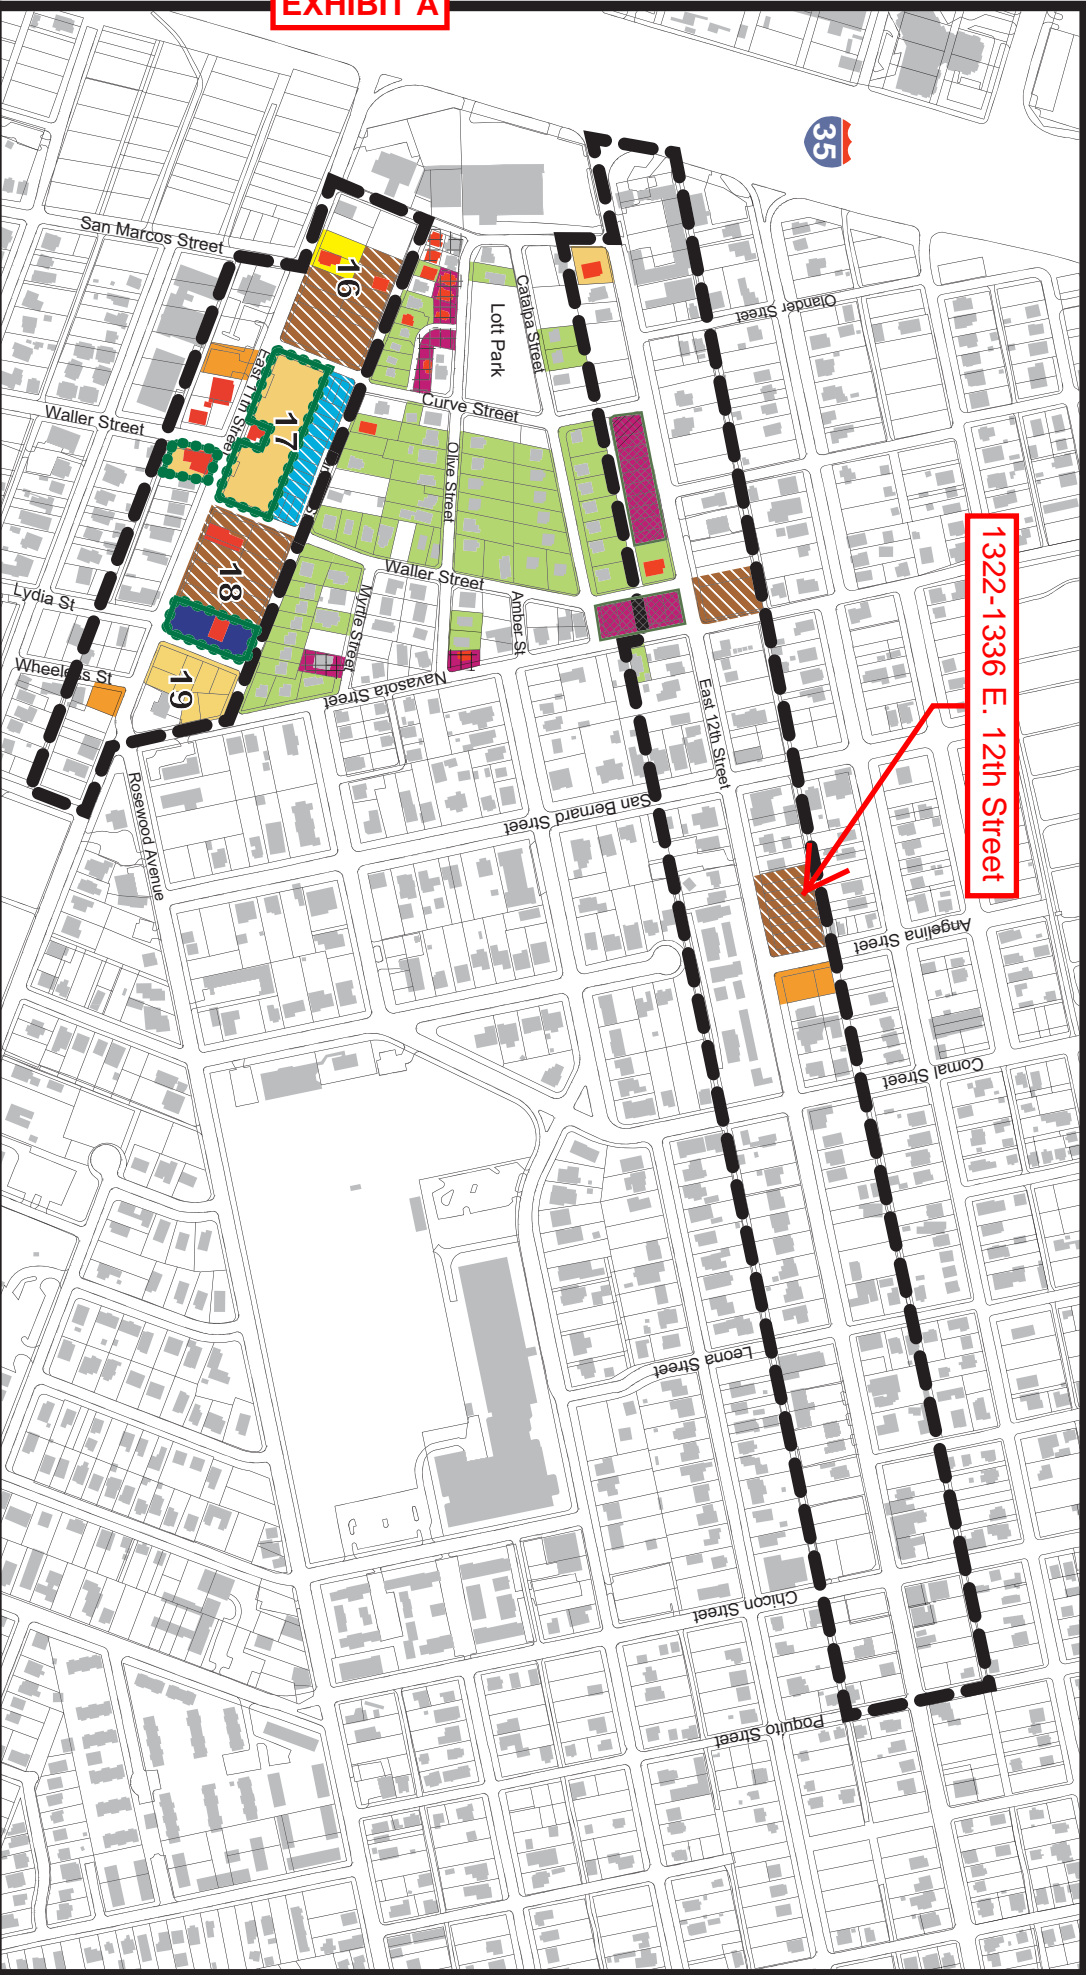 EXHIBIT A
35
1322-1336 E. 12th Street
San Marcos Street
Olander Street
Catalpa Street
Lott Park
16
East 11th Street
17
Curve Street
Waller Street
Olive Street
Waller Street
18
Lydia St
Myrtle Street
Amber St
Wheeless St
19
Navasota Street
East 12th Street
Rosewood Avenue
San Bernard Street
Angelina Street
Comal Street
Leona Street
Chicon Street
Poquito Street